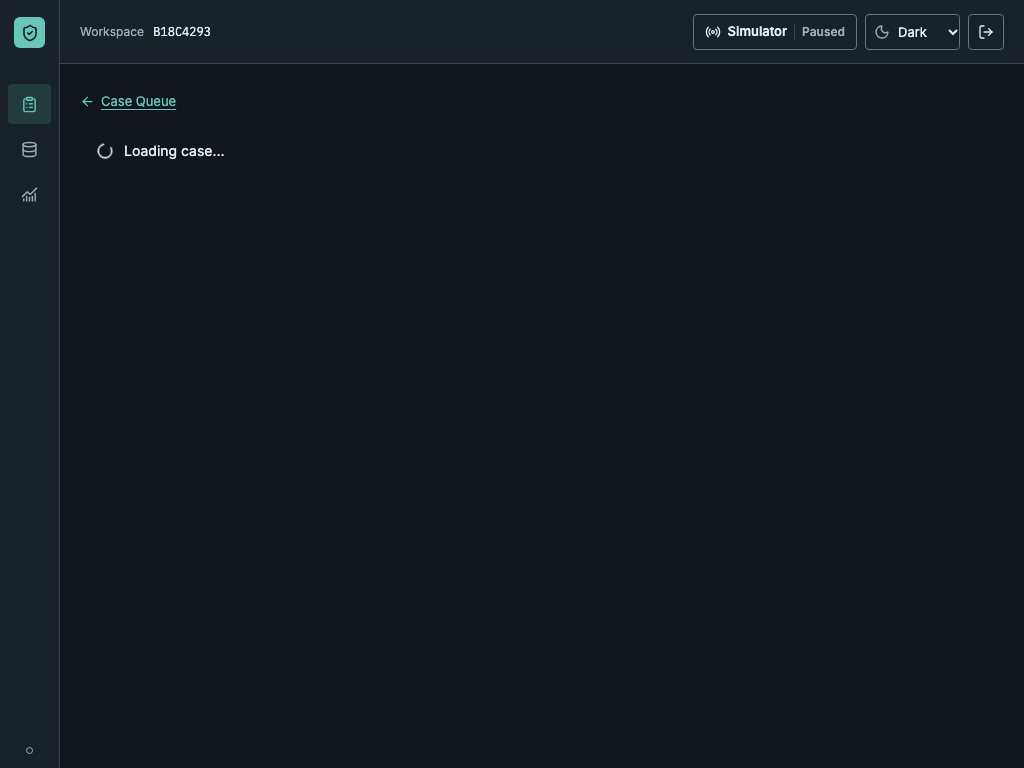 Workspace B18C4293
Simulator Paused
Dark
Case Queue
Loading case...